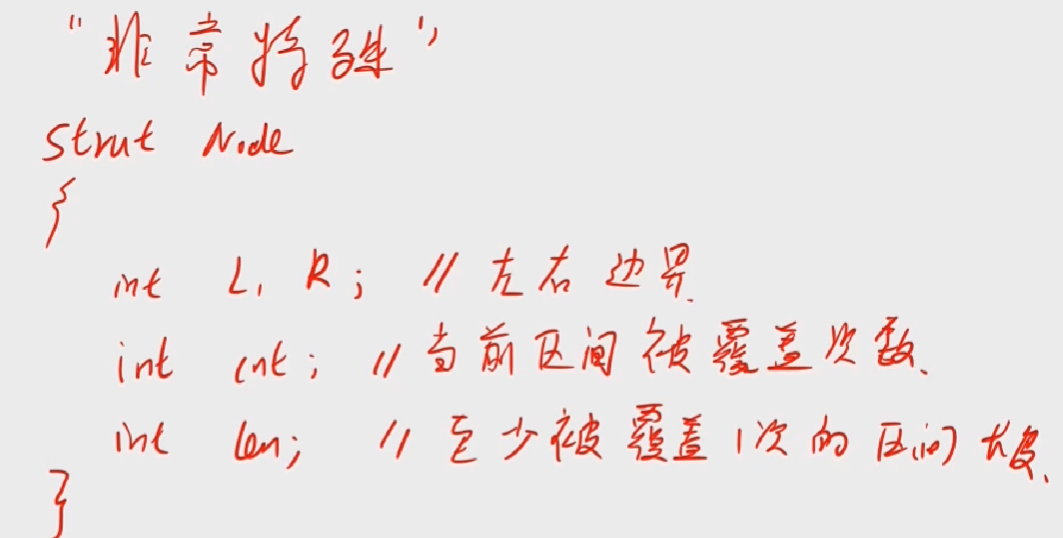 "非常特殊"
Strut Node
{
int L, R; // 左右边界.
int cnt; // 当前区间被覆盖次数.
int len; // 至少被覆盖1次的区间长度.
}